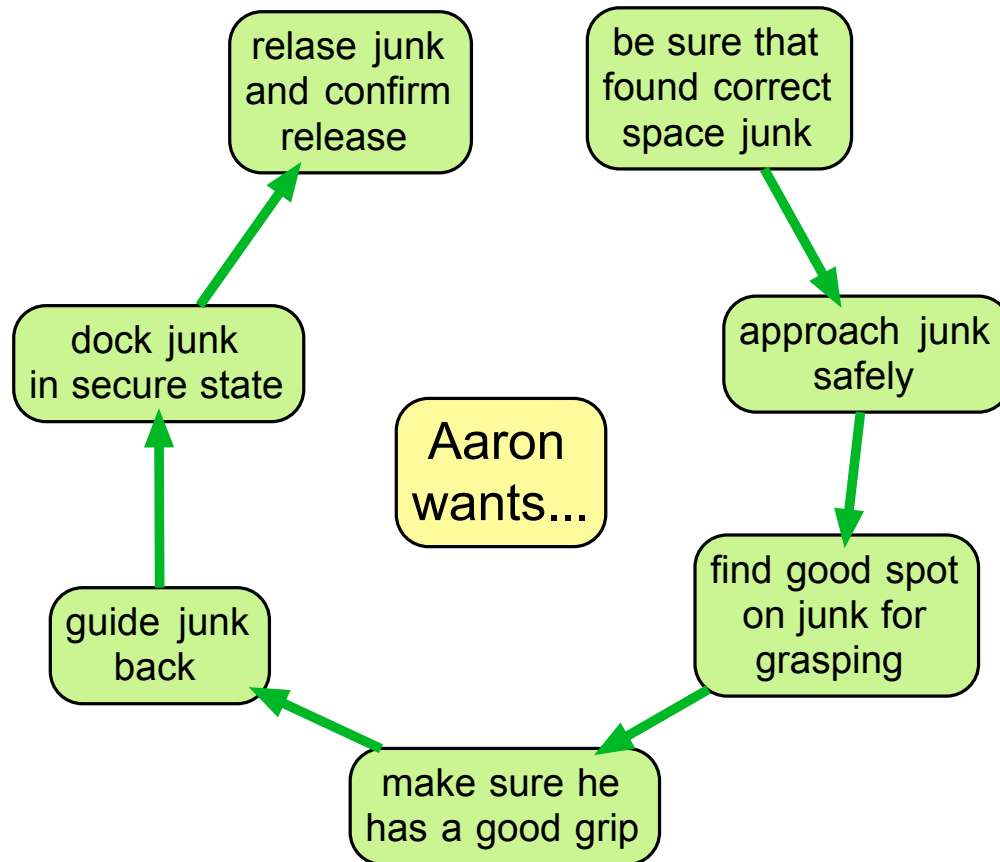 relase junk
and confirm
release
be sure that
found correct
space junk
dock junk
in secure state
approach junk
safely
Aaron
wants...
find good spot
on junk for
grasping
guide junk
back
make sure he
has a good grip